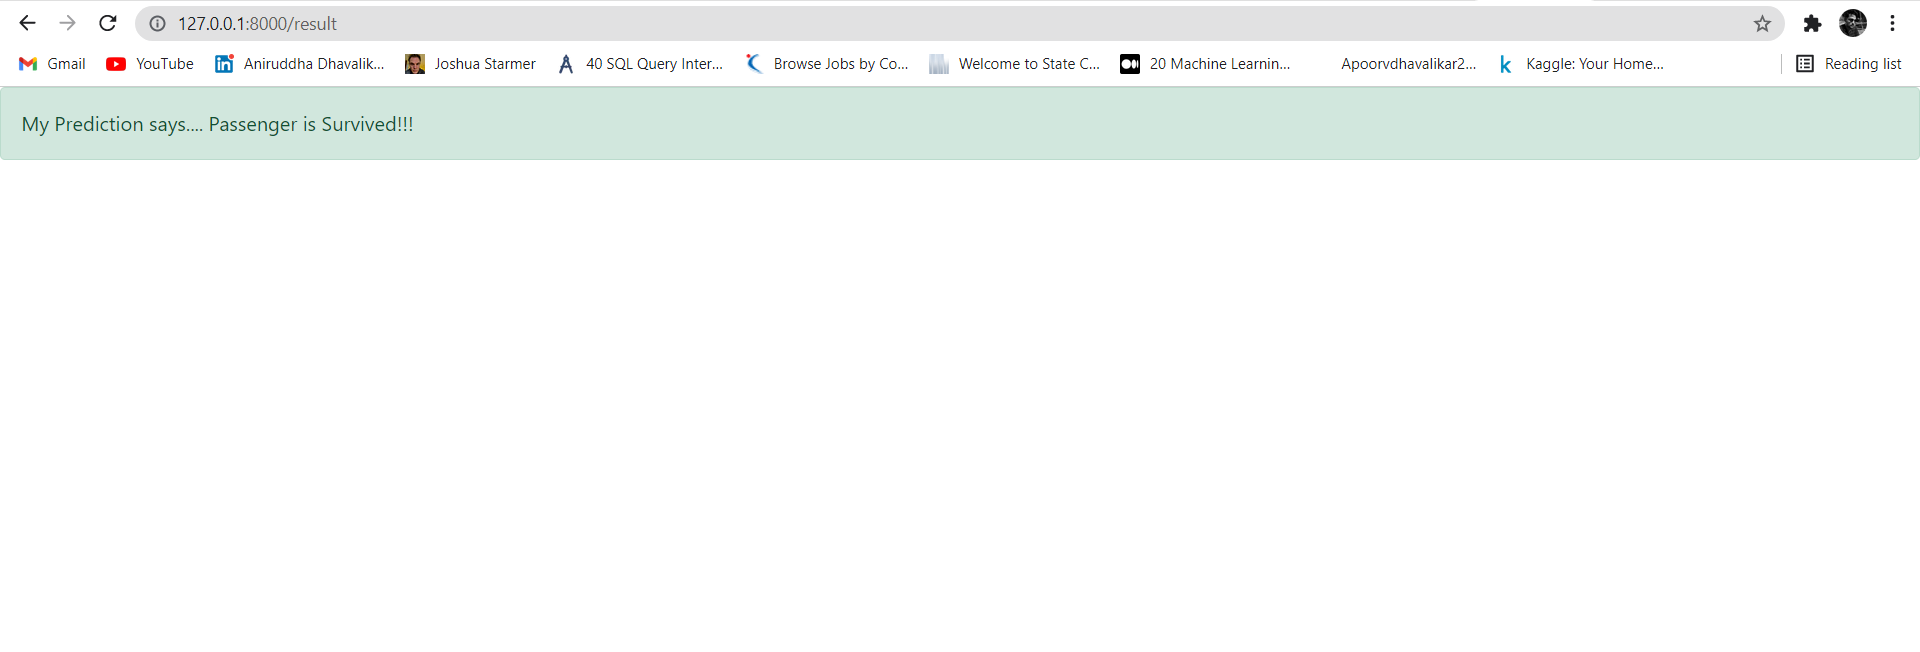 127.0.0.1:8000/result
Gmail YouTube Aniruddha Dhavalik... Joshua Starmer 40 SQL Query Inter... Browse Jobs by Co... Welcome to State C... 20 Machine Learnin... Apoorvdhavalikar2... Kaggle: Your Home... Reading list
My Prediction says.... Passenger is Survived!!!